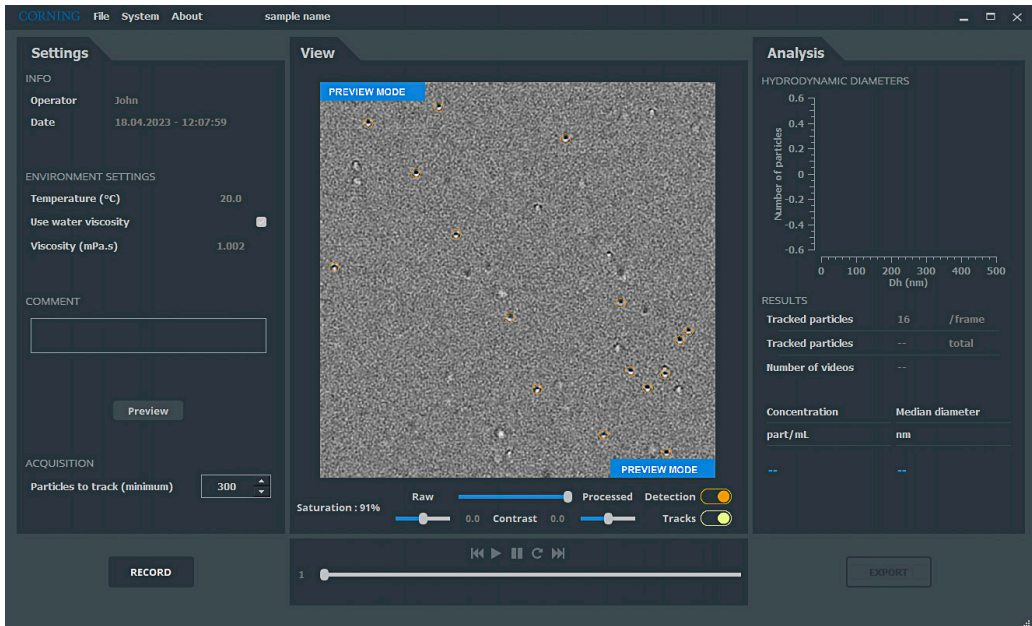 CORNING File System About sample name
Settings
INFO
Operator John
Date 18.04.2023 - 12:07:59
ENVIRONMENT SETTINGS
Temperature (°C) 20.0
Use water viscosity
Viscosity (mPa.s) 1.002
COMMENT
Preview
ACQUISITION
Particles to track (minimum) 300
RECORD
View
PREVIEW MODE
PREVIEW MODE
Raw Processed Detection
Saturation : 91%
0.0 Contrast 0.0 Tracks
1
Analysis
HYDRODYNAMIC DIAMETERS
Number of particles
0.6
0.4
0.2
0
-0.2
-0.4
-0.6
0 100 200 300 400 500
Dh (nm)
RESULTS
Tracked particles 16 /frame
Tracked particles -- total
Number of videos --
Concentration Median diameter
part/mL nm
-- --
EXPORT